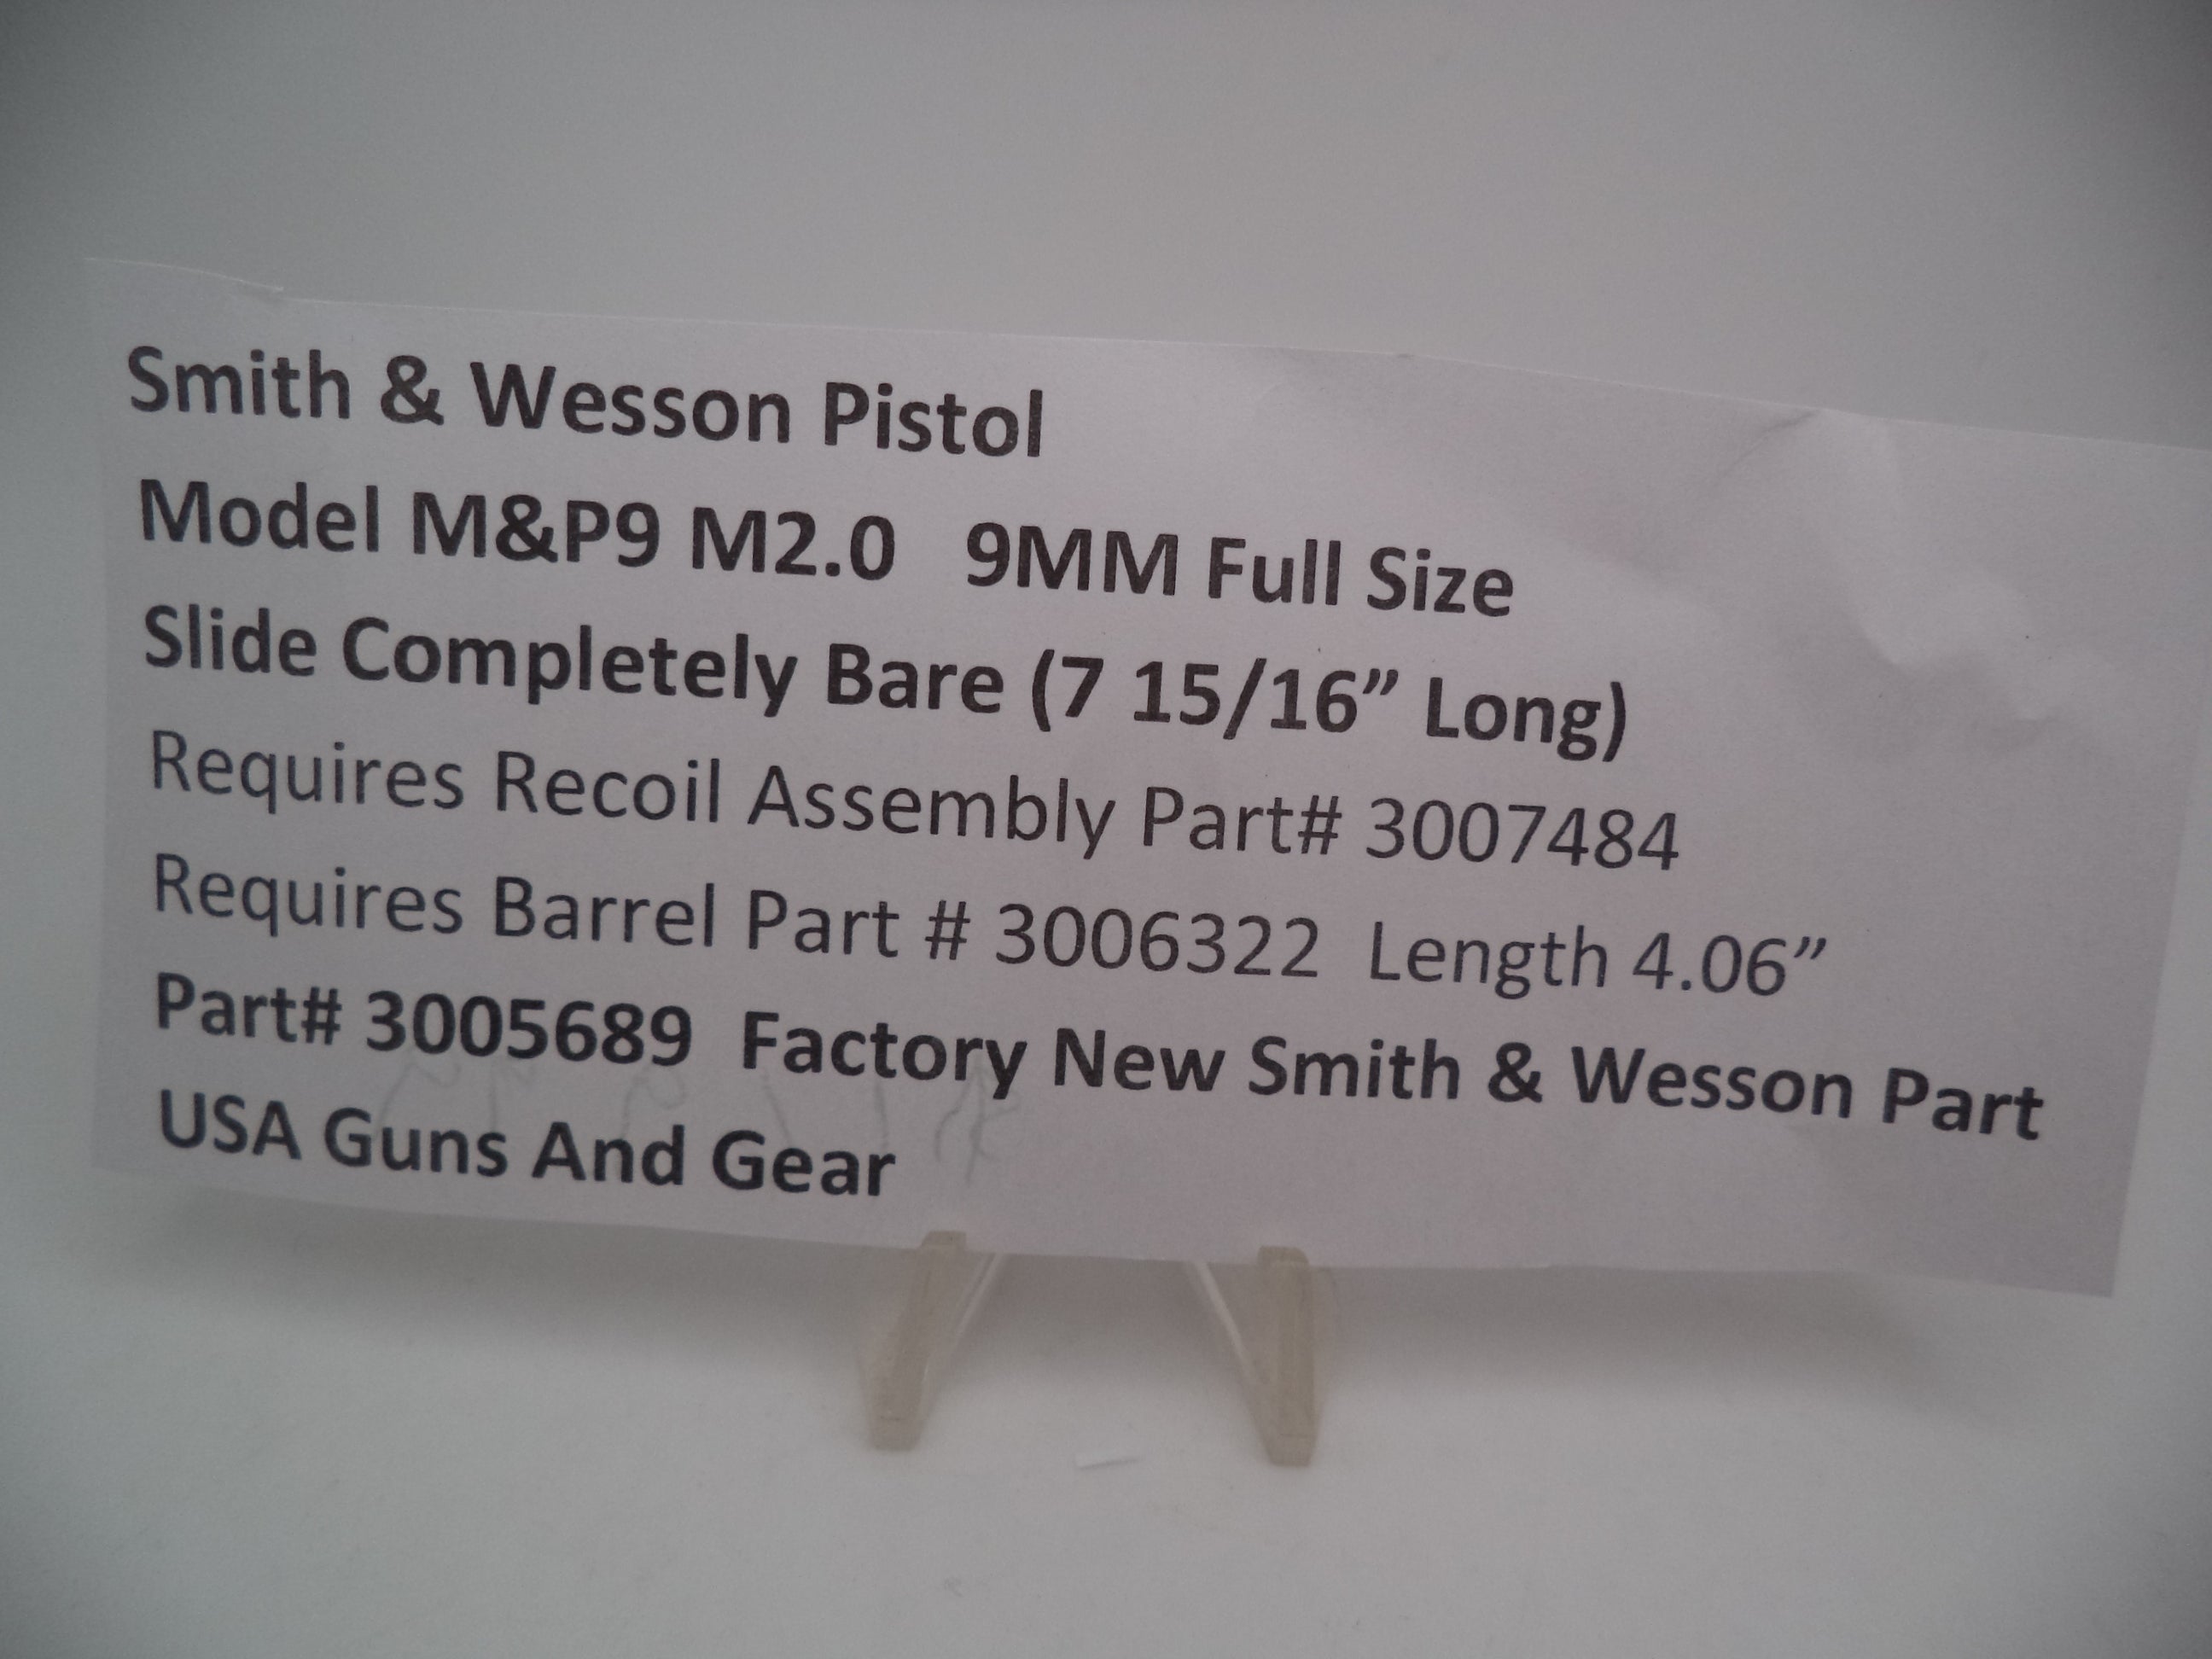 Smith & Wesson Pistol
Model M&P9 M2.0 9MM Full Size
Slide Completely Bare (7 15/16” Long)
Requires Recoil Assembly Part# 3007484
Requires Barrel Part # 3006322 Length 4.06”
Part# 3005689 Factory New Smith & Wesson Part
USA Guns And Gear